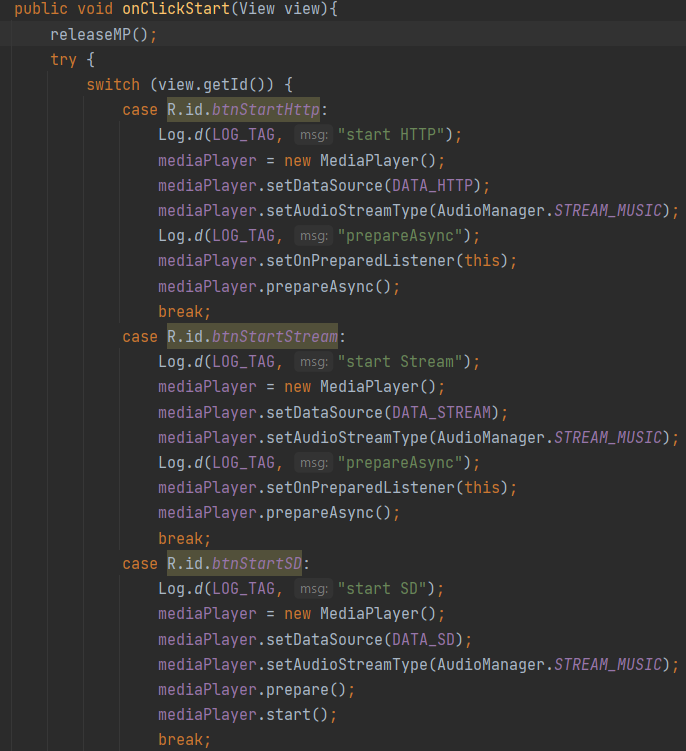 public void onClickStart(View view){
releaseMP();
try {
switch (view.getId()) {
case R.id.btnStartHttp:
Log.d(LOG_TAG, msg: "start HTTP");
mediaPlayer = new MediaPlayer();
mediaPlayer.setDataSource(DATA_HTTP);
mediaPlayer.setAudioStreamType(AudioManager.STREAM_MUSIC);
Log.d(LOG_TAG, msg: "prepareAsync");
mediaPlayer.setOnPreparedListener(this);
mediaPlayer.prepareAsync();
break;
case R.id.btnStartStream:
Log.d(LOG_TAG, msg: "start Stream");
mediaPlayer = new MediaPlayer();
mediaPlayer.setDataSource(DATA_STREAM);
mediaPlayer.setAudioStreamType(AudioManager.STREAM_MUSIC);
Log.d(LOG_TAG, msg: "prepareAsync");
mediaPlayer.setOnPreparedListener(this);
mediaPlayer.prepareAsync();
break;
case R.id.btnStartSD:
Log.d(LOG_TAG, msg: "start SD");
mediaPlayer = new MediaPlayer();
mediaPlayer.setDataSource(DATA_SD);
mediaPlayer.setAudioStreamType(AudioManager.STREAM_MUSIC);
mediaPlayer.prepare();
mediaPlayer.start();
break;